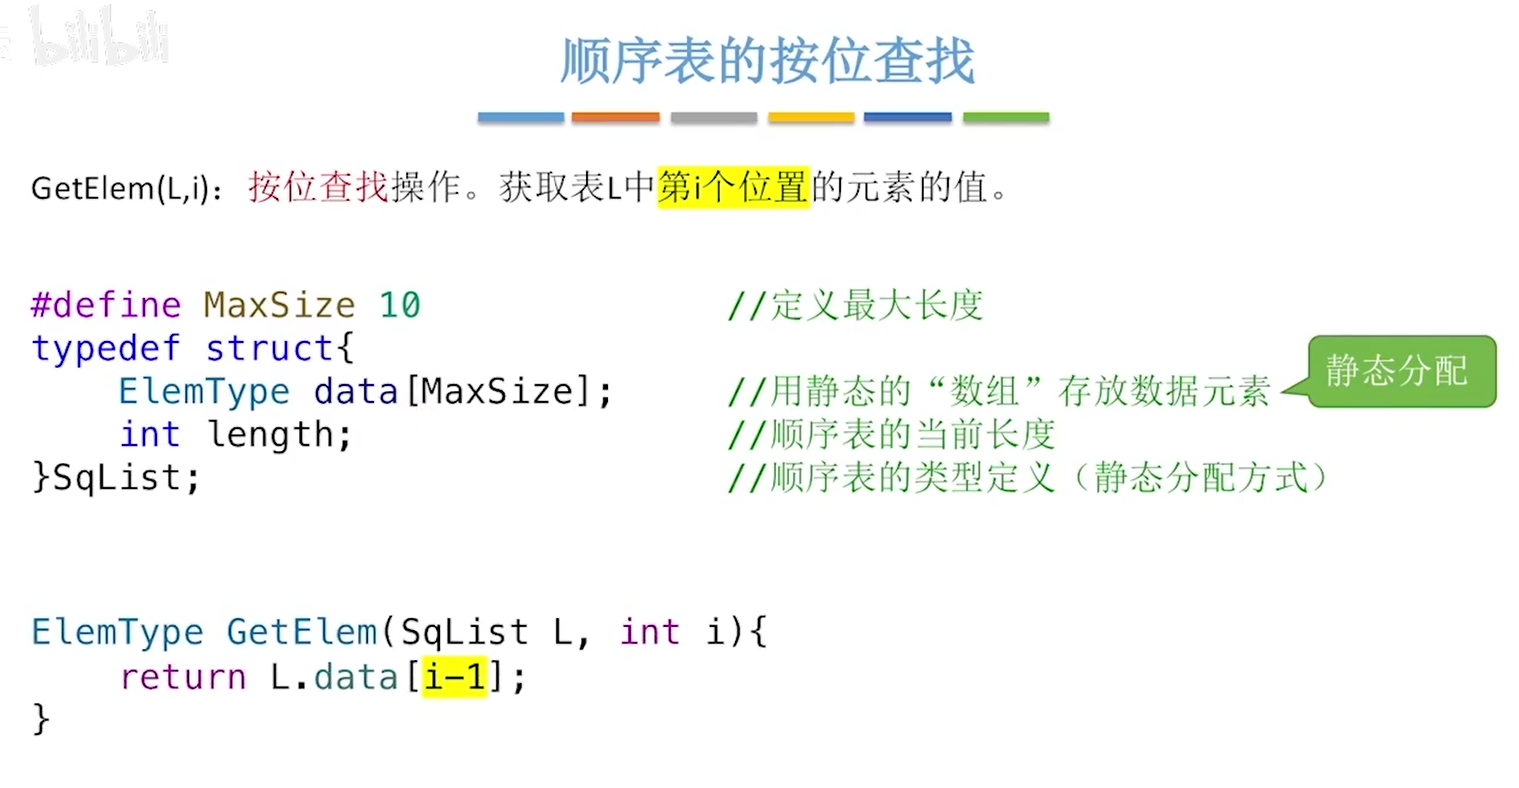 bilibili
顺序表的按位查找
GetElem(L,i)：按位查找操作。获取表L中第i个位置的元素的值。
#define MaxSize 10 //定义最大长度
typedef struct{
ElemType data[MaxSize]; //用静态的“数组”存放数据元素 静态分配
int length; //顺序表的当前长度
}SqList; //顺序表的类型定义（静态分配方式）
ElemType GetElem(SqList L, int i){
return L.data[i-1];
}